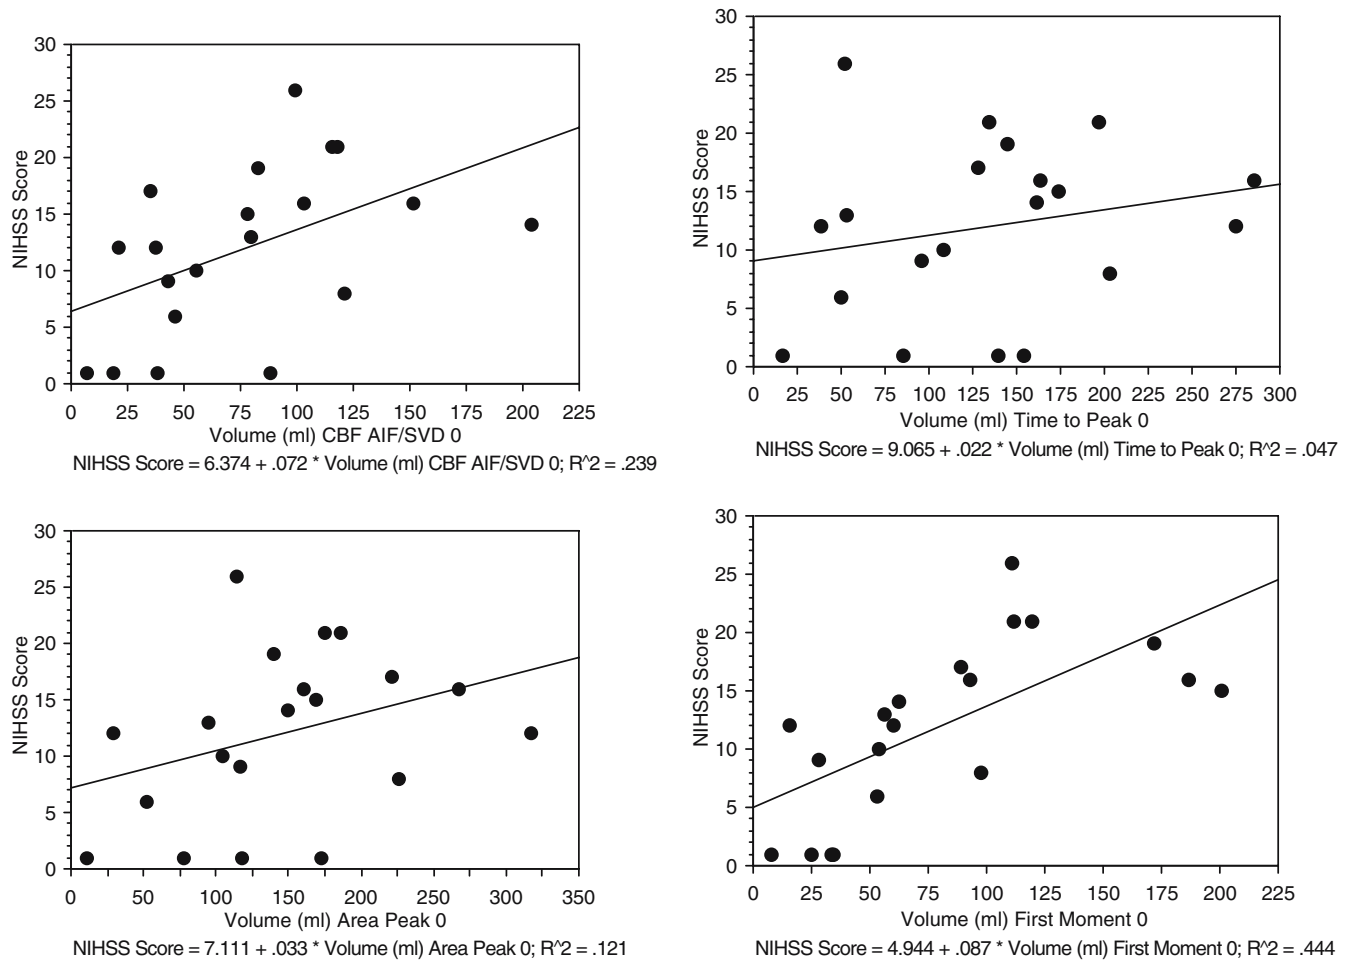 30
25
20
15
10
5
0
NIHSS Score
0 25 50 75 100 125 150 175 200 225
Volume (ml) CBF AIF/SVD 0
NIHSS Score = 6.374 + .072 * Volume (ml) CBF AIF/SVD 0; R^2 = .239
30
25
20
15
10
5
0
NIHSS Score
0 25 50 75 100 125 150 175 200 225 250 275 300
Volume (ml) Time to Peak 0
NIHSS Score = 9.065 + .022 * Volume (ml) Time to Peak 0; R^2 = .047
30
25
20
15
10
5
0
NIHSS Score
0 50 100 150 200 250 300 350
Volume (ml) Area Peak 0
NIHSS Score = 7.111 + .033 * Volume (ml) Area Peak 0; R^2 = .121
30
25
20
15
10
5
0
NIHSS Score
0 25 50 75 100 125 150 175 200 225
Volume (ml) First Moment 0
NIHSS Score = 4.944 + .087 * Volume (ml) First Moment 0; R^2 = .444